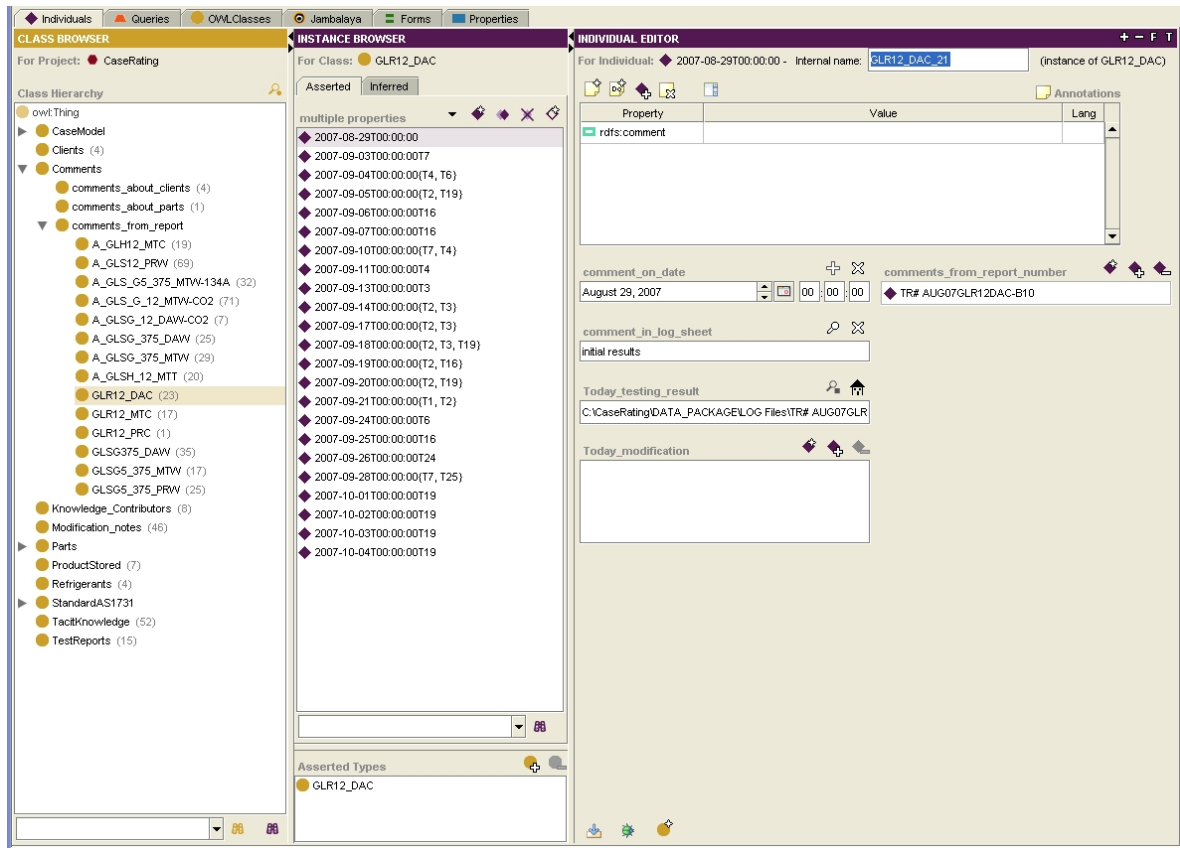 Individuals Queries OWLClasses Jambalaya Forms Properties
CLASS BROWSER
For Project: CaseRating
Class Hierarchy
owl:Thing
CaseModel
Clients (4)
Comments
comments_about_clients (4)
comments_about_parts (1)
comments_from_report
A_GLH12_MTC (19)
A_GLS12_PRW (69)
A_GLS_G5_375_MTW-134A (32)
A_GLS_G_12_MTW-CO2 (71)
A_GLSG_12_DAW-CO2 (7)
A_GLSG_375_DAW (25)
A_GLSG_375_MTW (29)
A_GLSH_12_MTT (20)
GLR12_DAC (23)
GLR12_MTC (17)
GLR12_PRC (1)
GLSG375_DAW (35)
GLSG5_375_MTW (17)
GLSG5_375_PRW (25)
Knowledge_Contributors (8)
Modification_notes (46)
Parts
ProductStored (7)
Refrigerants (4)
StandardAS1731
TacitKnowledge (52)
TestReports (15)
INSTANCE BROWSER
For Class: GLR12_DAC
Asserted Inferred
multiple properties
2007-08-29T00:00:00
2007-09-03T00:00:00T7
2007-09-04T00:00:00{T4, T6}
2007-09-05T00:00:00{T2, T19}
2007-09-06T00:00:00T16
2007-09-07T00:00:00T16
2007-09-10T00:00:00{T7, T4}
2007-09-11T00:00:00T4
2007-09-13T00:00:00T3
2007-09-14T00:00:00{T2, T3}
2007-09-17T00:00:00{T2, T3}
2007-09-18T00:00:00{T2, T3, T19}
2007-09-19T00:00:00{T2, T16}
2007-09-20T00:00:00{T2, T19}
2007-09-21T00:00:00{T1, T2}
2007-09-24T00:00:00T6
2007-09-25T00:00:00T16
2007-09-26T00:00:00T24
2007-09-28T00:00:00{T7, T25}
2007-10-01T00:00:00T19
2007-10-02T00:00:00T19
2007-10-03T00:00:00T19
2007-10-04T00:00:00T19
Asserted Types
GLR12_DAC
INDIVIDUAL EDITOR + − F T
For Individual: 2007-08-29T00:00:00 - Internal name: GLR12_DAC_21 (instance of GLR12_DAC)
Annotations
Property Value Lang
rdfs:comment
comment_on_date
August 29, 2007 00 : 00 : 00
comments_from_report_number
TR# AUG07GLR12DAC-B10
comment_in_log_sheet
initial results
Today_testing_result
C:\CaseRating\DATA_PACKAGE\LOG Files\TR# AUG07GLR
Today_modification